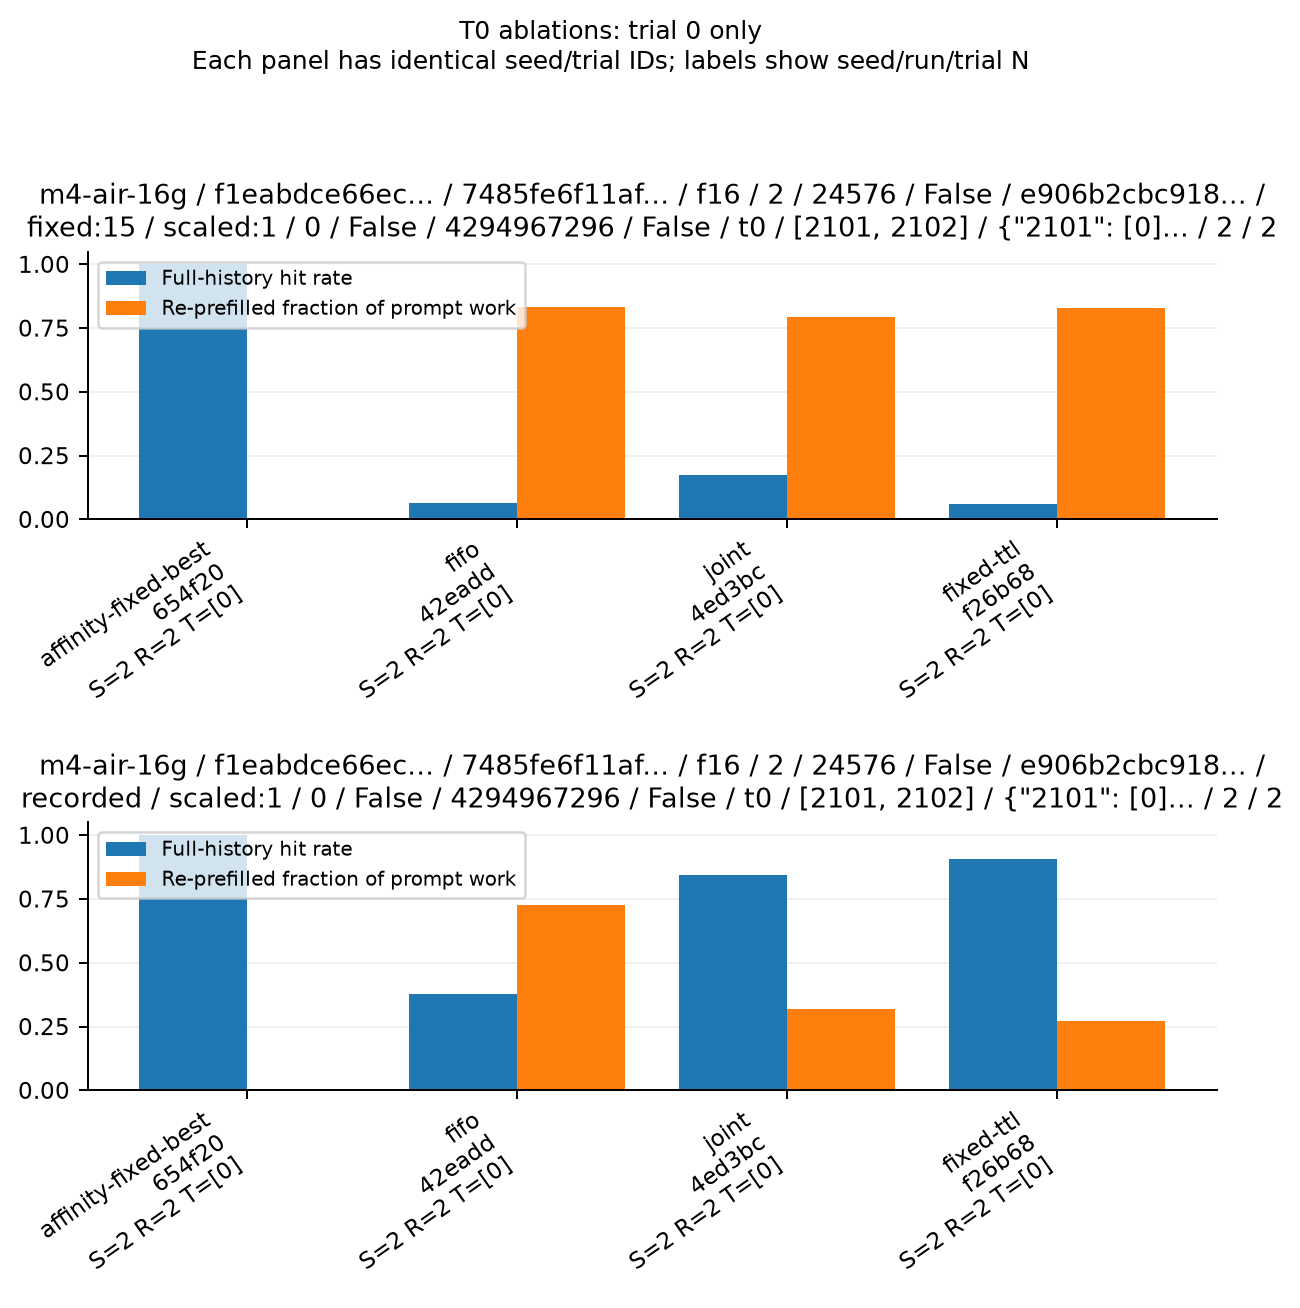 T0 ablations: trial 0 only
Each panel has identical seed/trial IDs; labels show seed/run/trial N
m4-air-16g / f1eabdce66ec... / 7485fe6f11af... / f16 / 2 / 24576 / False / e906b2cbc918... /
fixed:15 / scaled:1 / 0 / False / 4294967296 / False / t0 / [2101, 2102] / {"2101": [0]... / 2 / 2
1.00
0.75
0.50
0.25
0.00
Full-history hit rate
Re-prefilled fraction of prompt work
affinity-fixed-best
654f20
S=2 R=2 T=[0]
fifo
42eadd
S=2 R=2 T=[0]
joint
4ed3bc
S=2 R=2 T=[0]
fixed-ttl
f26b68
S=2 R=2 T=[0]
m4-air-16g / f1eabdce66ec... / 7485fe6f11af... / f16 / 2 / 24576 / False / e906b2cbc918... /
recorded / scaled:1 / 0 / False / 4294967296 / False / t0 / [2101, 2102] / {"2101": [0]... / 2 / 2
1.00
0.75
0.50
0.25
0.00
Full-history hit rate
Re-prefilled fraction of prompt work
affinity-fixed-best
654f20
S=2 R=2 T=[0]
fifo
42eadd
S=2 R=2 T=[0]
joint
4ed3bc
S=2 R=2 T=[0]
fixed-ttl
f26b68
S=2 R=2 T=[0]